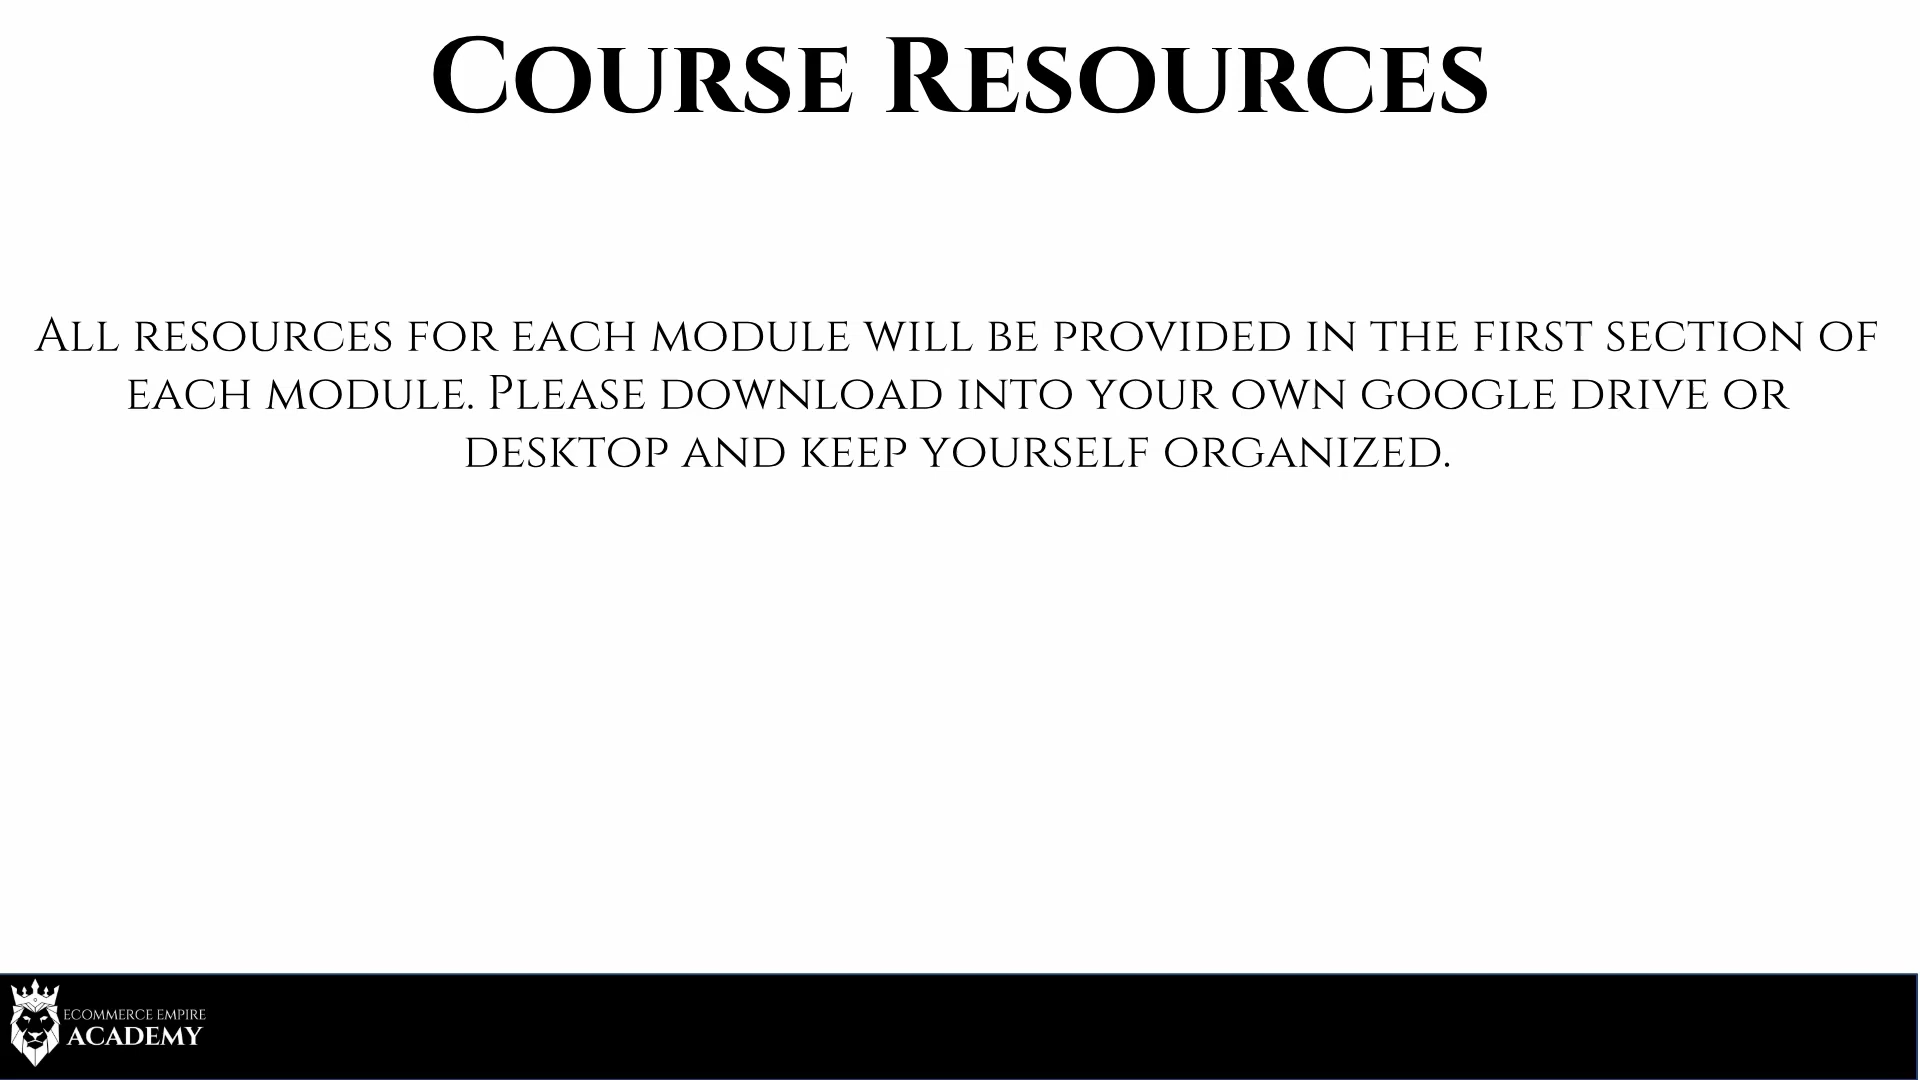 Course Resources
All resources for each module will be provided in the first section of
each module. Please download into your own google drive or
desktop and keep yourself organized.
ECOMMERCE EMPIRE
ACADEMY